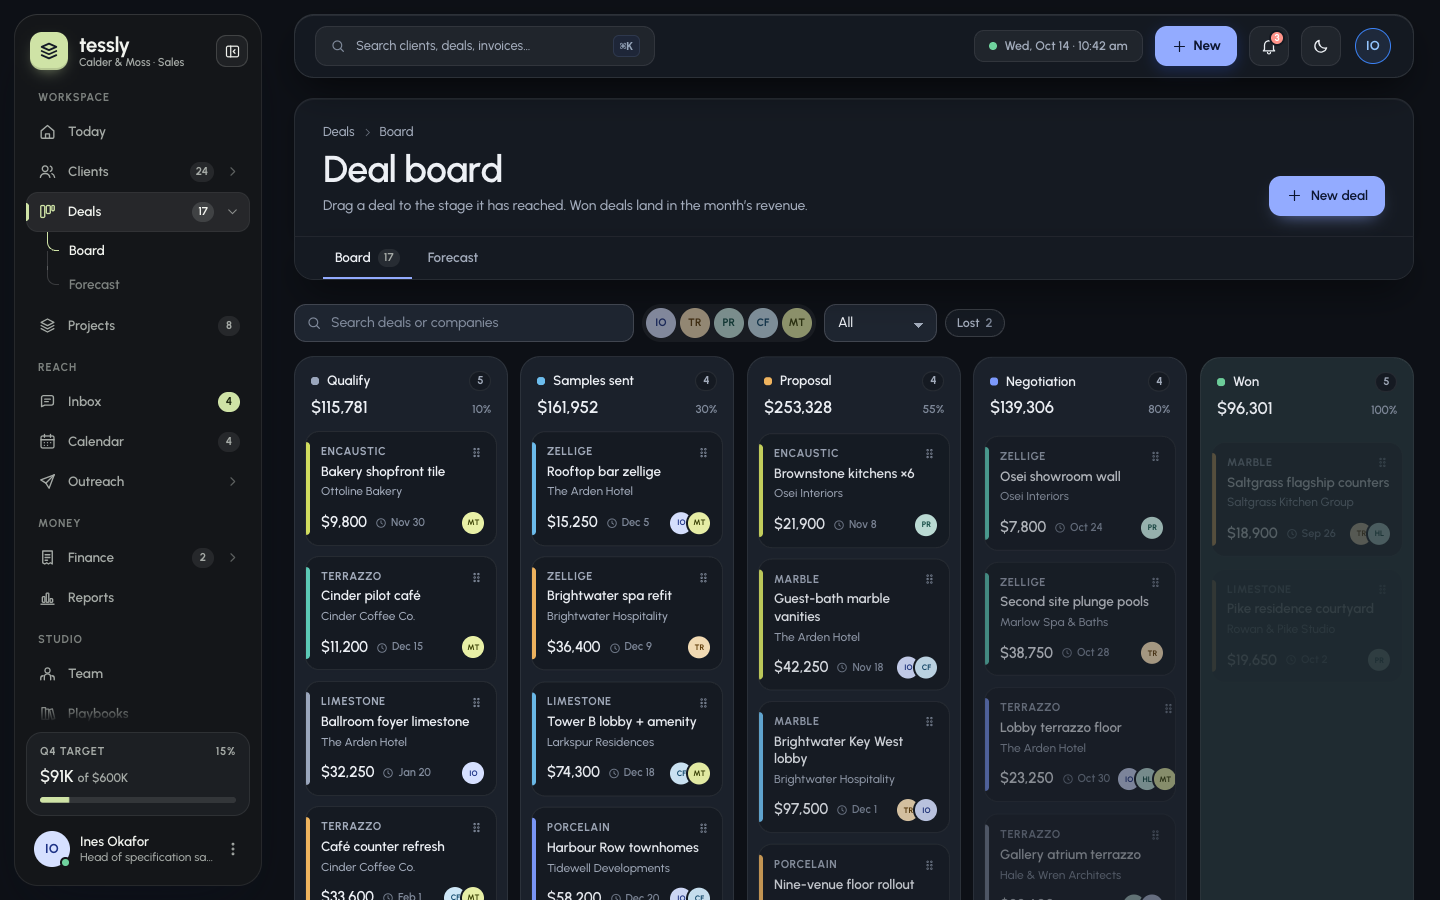 tessly
Calder & Moss · Sales
WORKSPACE
Today
Clients 24
Deals 17
Board
Forecast
Projects 8
REACH
Inbox 4
Calendar 4
Outreach
MONEY
Finance 2
Reports
STUDIO
Team
Playbooks
Q4 TARGET 15%
$91K of $600K
IO Ines Okafor
Head of specification sa...
Search clients, deals, invoices... ⌘K
Wed, Oct 14 · 10:42 am
New
3
IO
Deals Board
Deal board
Drag a deal to the stage it has reached. Won deals land in the month's revenue.
New deal
Board 17 Forecast
Search deals or companies
IO TR PR CF MT
All
Lost 2
Qualify 5
$115,781 10%
ENCAUSTIC
Bakery shopfront tile
Ottoline Bakery
$9,800 Nov 30 MT
TERRAZZO
Cinder pilot café
Cinder Coffee Co.
$11,200 Dec 15 MT
LIMESTONE
Ballroom foyer limestone
The Arden Hotel
$32,250 Jan 20 IO
TERRAZZO
Café counter refresh
Cinder Coffee Co.
$33,600 Feb 1 CF MT
Samples sent 4
$161,952 30%
ZELLIGE
Rooftop bar zellige
The Arden Hotel
$15,250 Dec 5 IO MT
ZELLIGE
Brightwater spa refit
Brightwater Hospitality
$36,400 Dec 9 TR
LIMESTONE
Tower B lobby + amenity
Larkspur Residences
$74,300 Dec 18 CF MT
PORCELAIN
Harbour Row townhomes
Tidewell Developments
$58,200 Dec 20 IO CF
Proposal 4
$253,328 55%
ENCAUSTIC
Brownstone kitchens ×6
Osei Interiors
$21,900 Nov 8 PR
MARBLE
Guest-bath marble
vanities
The Arden Hotel
$42,250 Nov 18 IO CF
MARBLE
Brightwater Key West
lobby
Brightwater Hospitality
$97,500 Dec 1 TR IO
PORCELAIN
Nine-venue floor rollout
Negotiation 4
$139,306 80%
ZELLIGE
Osei showroom wall
Osei Interiors
$7,800 Oct 24 PR
ZELLIGE
Second site plunge pools
Marlow Spa & Baths
$38,750 Oct 28 TR
TERRAZZO
Lobby terrazzo floor
The Arden Hotel
$23,250 Oct 30 IO HL MT
TERRAZZO
Gallery atrium terrazzo
Hale & Wren Architects
Won 5
$96,301 100%
MARBLE
Saltgrass flagship counters
Saltgrass Kitchen Group
$18,900 Sep 26 TR HL
LIMESTONE
Pike residence courtyard
Rowan & Pike Studio
$19,650 Oct 2